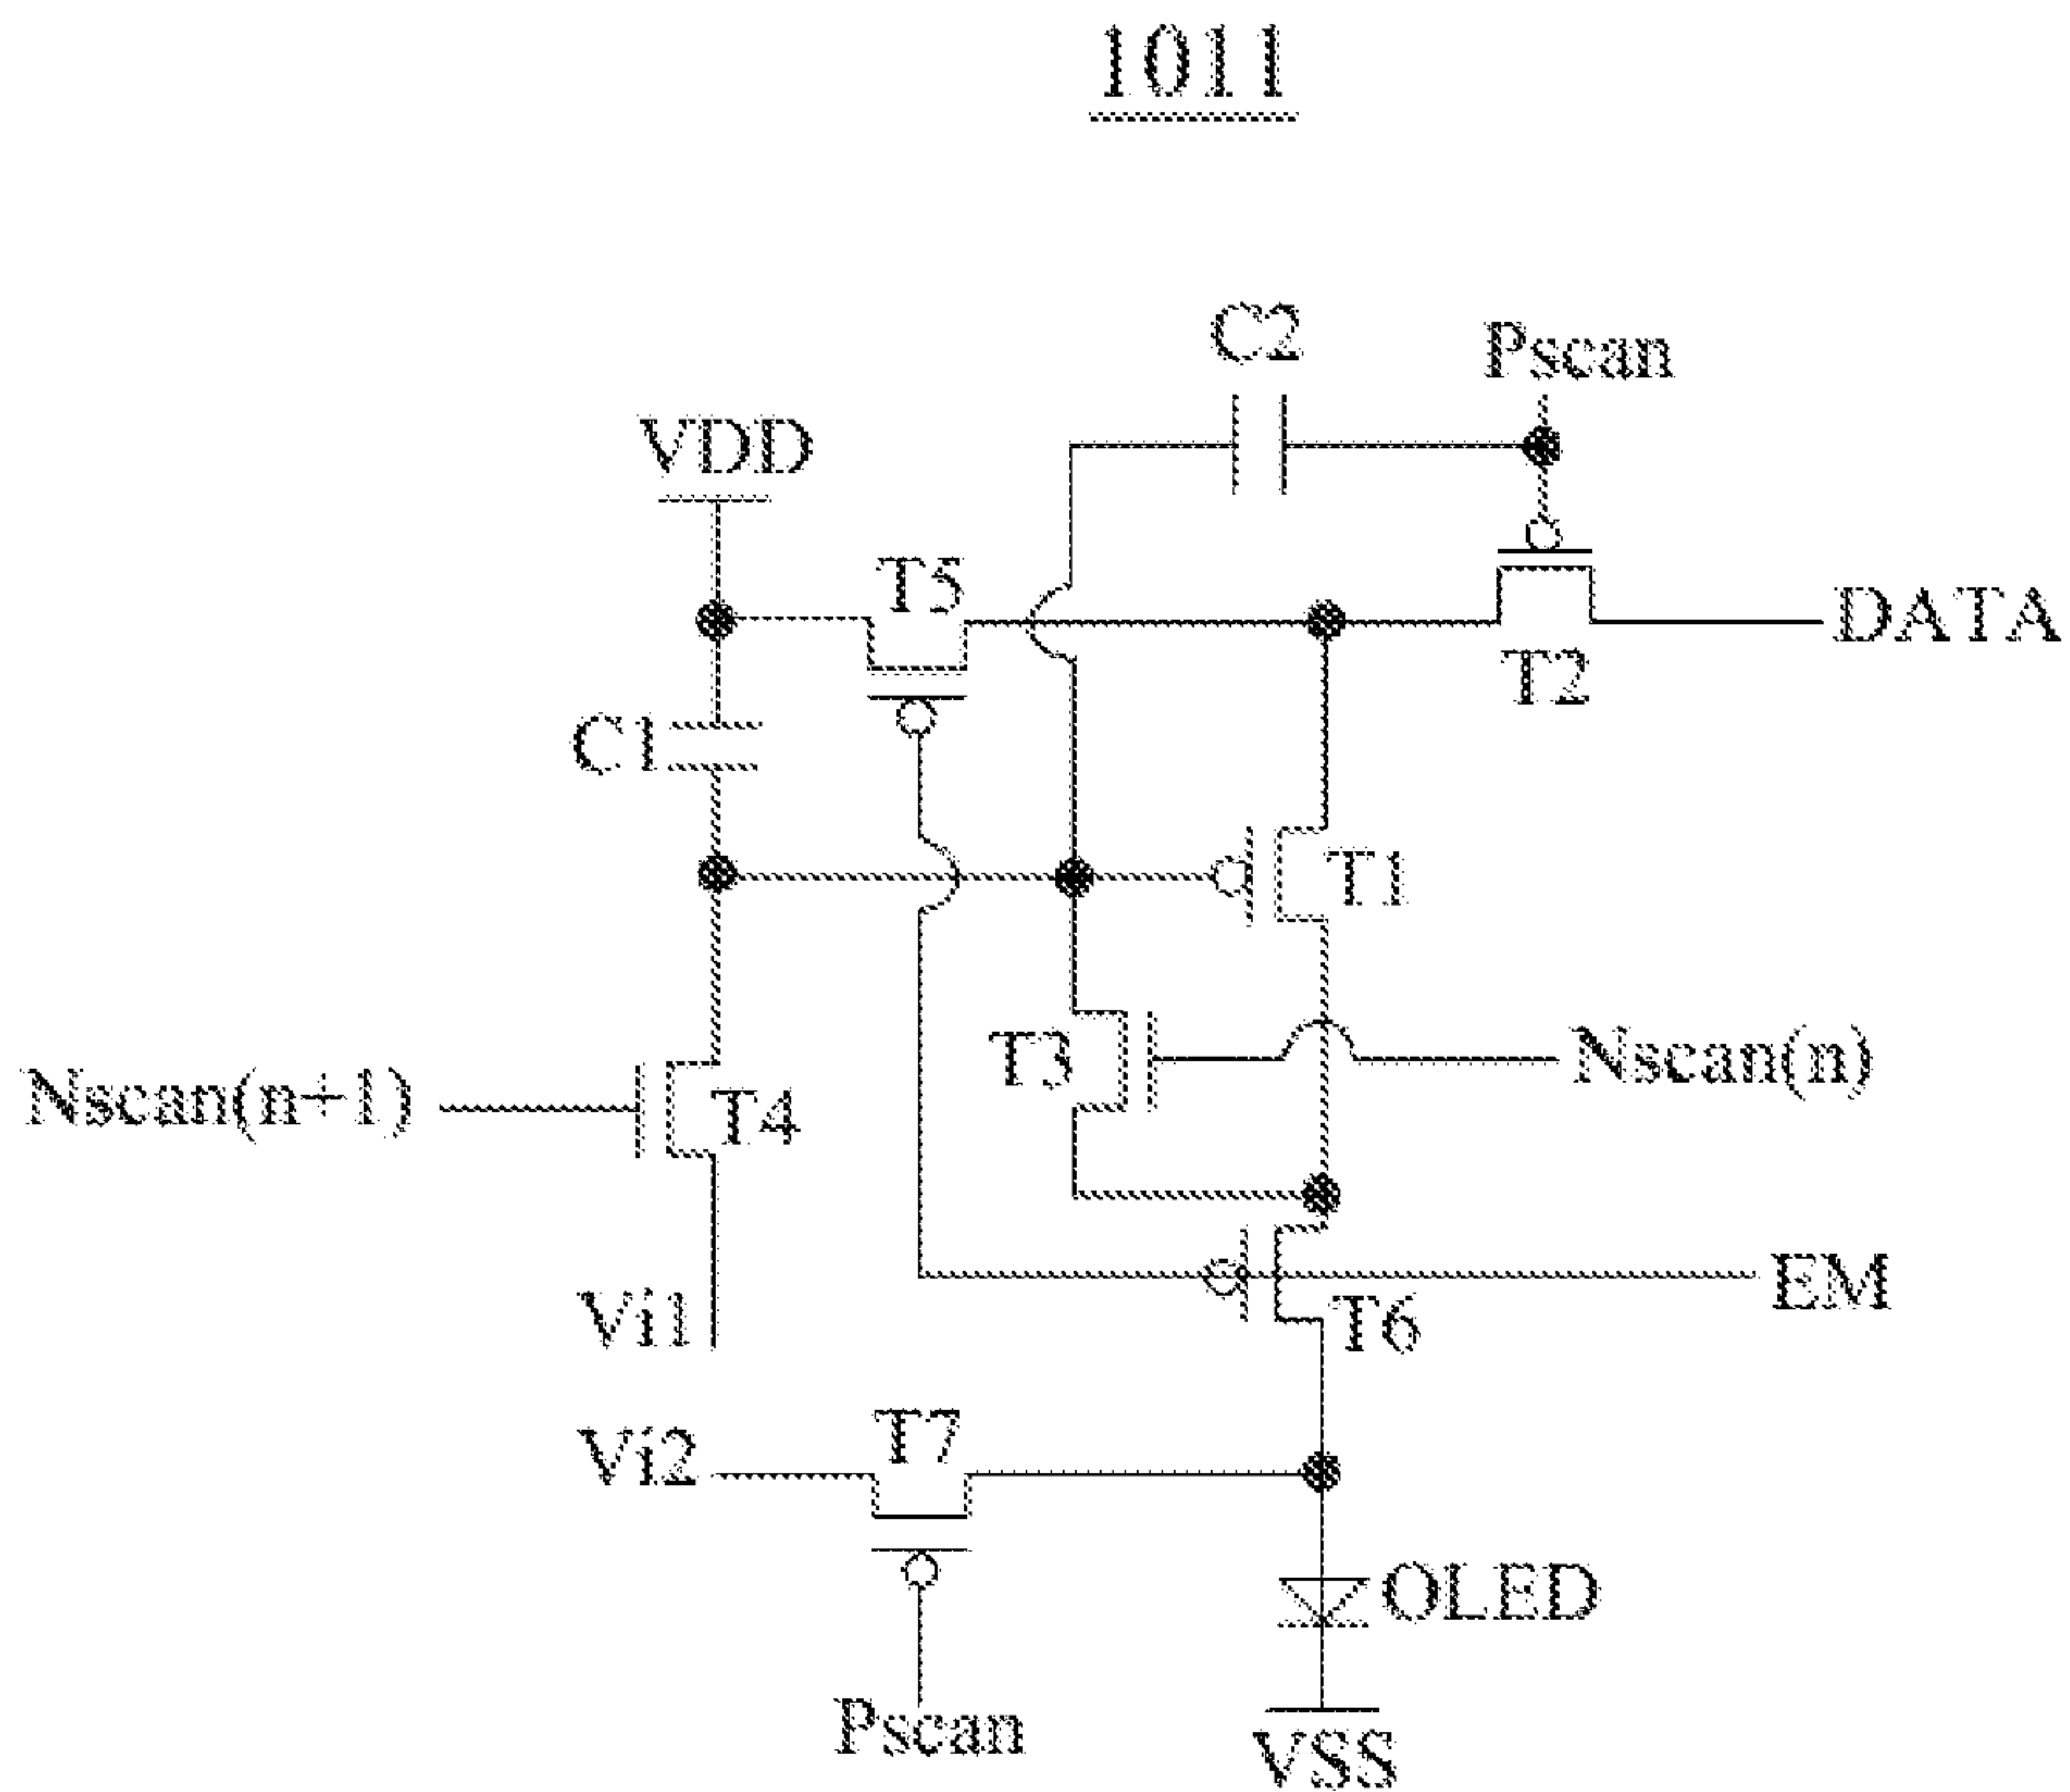 1011
C2
Pscan
VDD
T5
DATA
T2
C1
T1
T3
Nscan(n)
Nscan(n+1)
T4
EM
Vi1
T6
T7
Vi2
OLED
Pscan
VSS